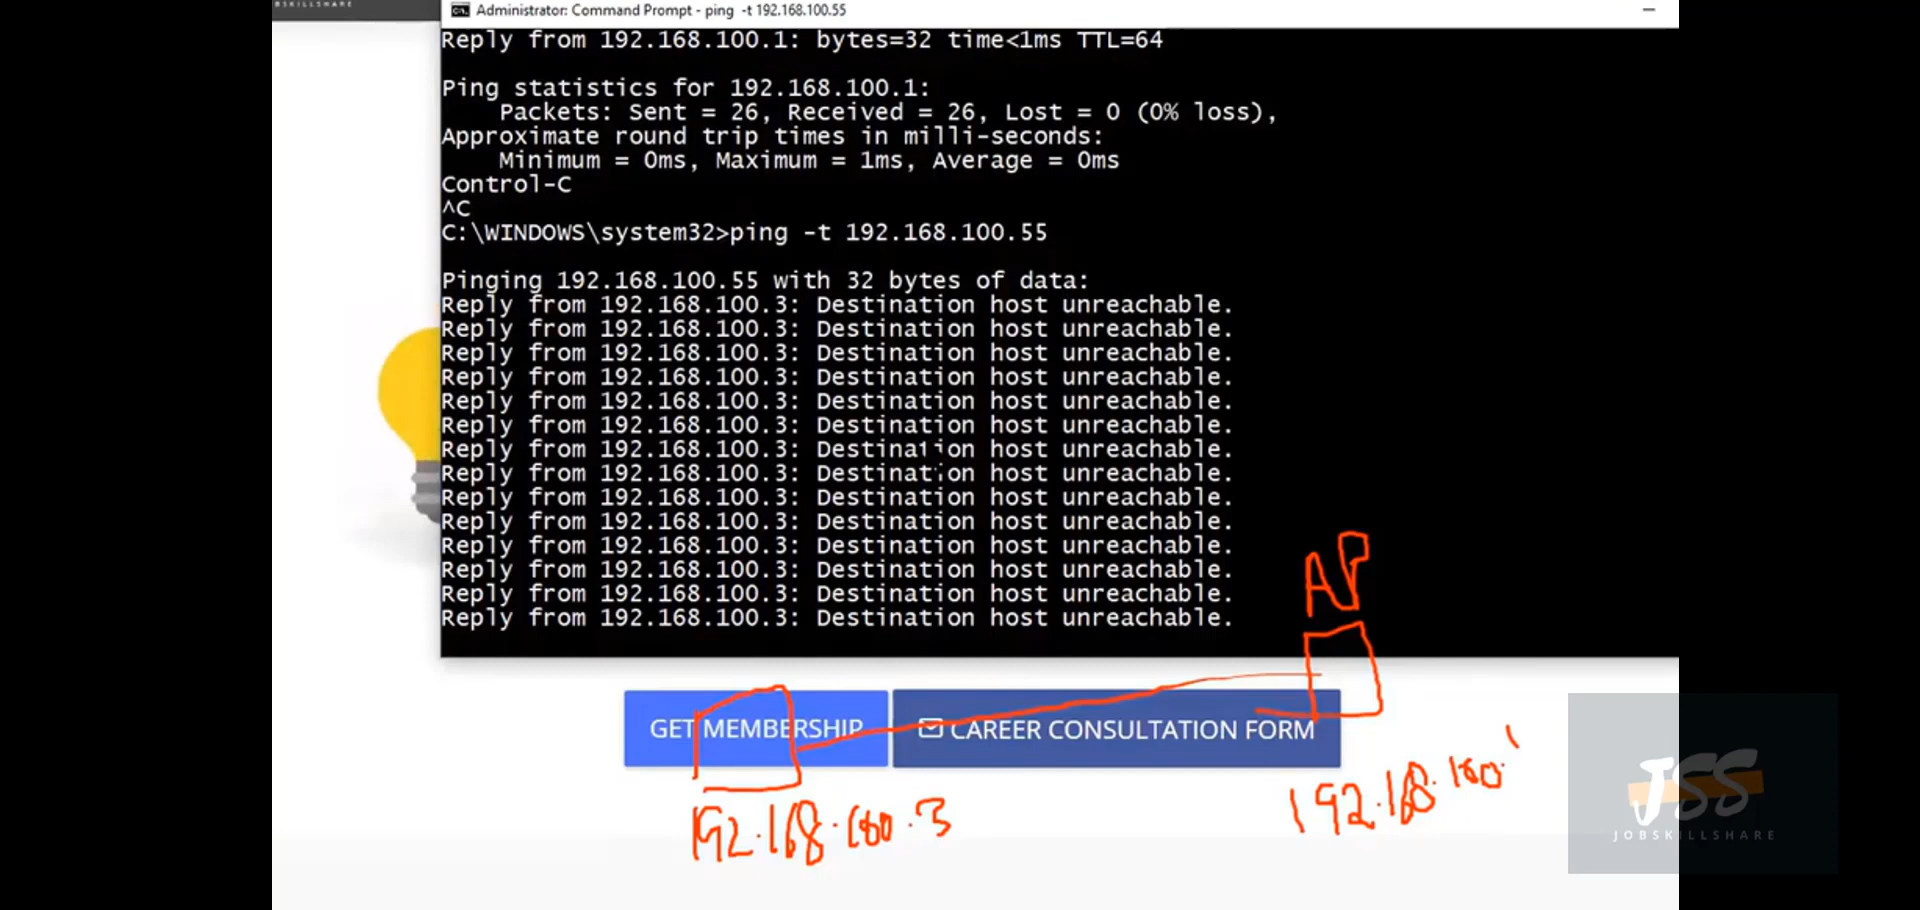 BSKILLSHARE
Administrator: Command Prompt - ping -t 192.168.100.55
Reply from 192.168.100.1: bytes=32 time<1ms TTL=64
Ping statistics for 192.168.100.1:
Packets: Sent = 26, Received = 26, Lost = 0 (0% loss),
Approximate round trip times in milli-seconds:
Minimum = 0ms, Maximum = 1ms, Average = 0ms
Control-C
^C
C:\WINDOWS\system32>ping -t 192.168.100.55
Pinging 192.168.100.55 with 32 bytes of data:
Reply from 192.168.100.3: Destination host unreachable.
Reply from 192.168.100.3: Destination host unreachable.
Reply from 192.168.100.3: Destination host unreachable.
Reply from 192.168.100.3: Destination host unreachable.
Reply from 192.168.100.3: Destination host unreachable.
Reply from 192.168.100.3: Destination host unreachable.
Reply from 192.168.100.3: Destination host unreachable.
Reply from 192.168.100.3: Destination host unreachable.
Reply from 192.168.100.3: Destination host unreachable.
Reply from 192.168.100.3: Destination host unreachable.
Reply from 192.168.100.3: Destination host unreachable.
Reply from 192.168.100.3: Destination host unreachable.
Reply from 192.168.100.3: Destination host unreachable.
Reply from 192.168.100.3: Destination host unreachable.
AP
GET MEMBERSHIP
CAREER CONSULTATION FORM
192.168.100.3
192.168.100.1
JSS
JOBSKILLSHARE